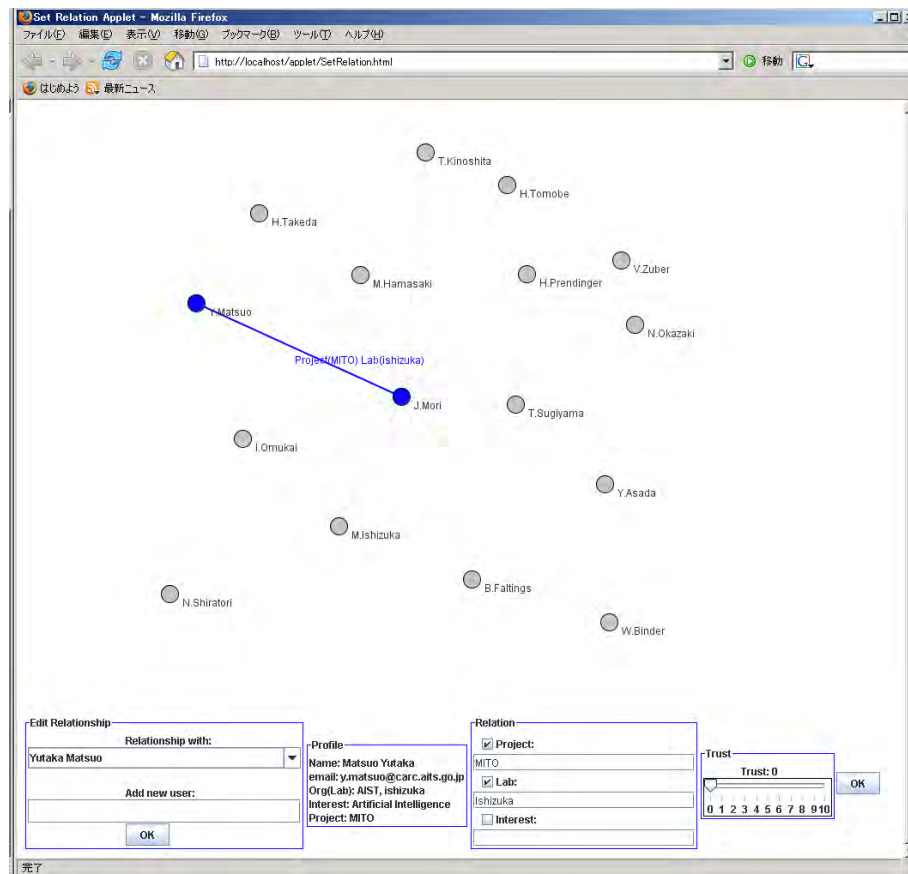 Set Relation Applet - Mozilla Firefox
ファイル(F) 編集(E) 表示(V) 移動(G) ブックマーク(B) ツール(T) ヘルプ(H)
http://localhost/applet/SetRelation.html 移動
はじめよう 最新ニュース
T.Kinoshita
H.Tomobe
H.Takeda
V.Zuber
M.Hamasaki
H.Prendinger
Y.Matsuo
N.Okazaki
Project(MITO) Lab(ishizuka)
J.Mori
T.Sugiyama
I.Omukai
Y.Asada
M.Ishizuka
B.Faltings
N.Shiratori
W.Binder
Edit Relationship
Relationship with:
Yutaka Matsuo
Add new user:
OK
Profile
Name: Matsuo Yutaka
email: y.matsuo@carc.aits.go.jp
Org(Lab): AIST, ishizuka
Interest: Artificial Intelligence
Project: MITO
Relation
Project:
MITO
Lab:
Ishizuka
Interest:
Trust
Trust: 0
0 1 2 3 4 5 6 7 8 9 10
OK
完了